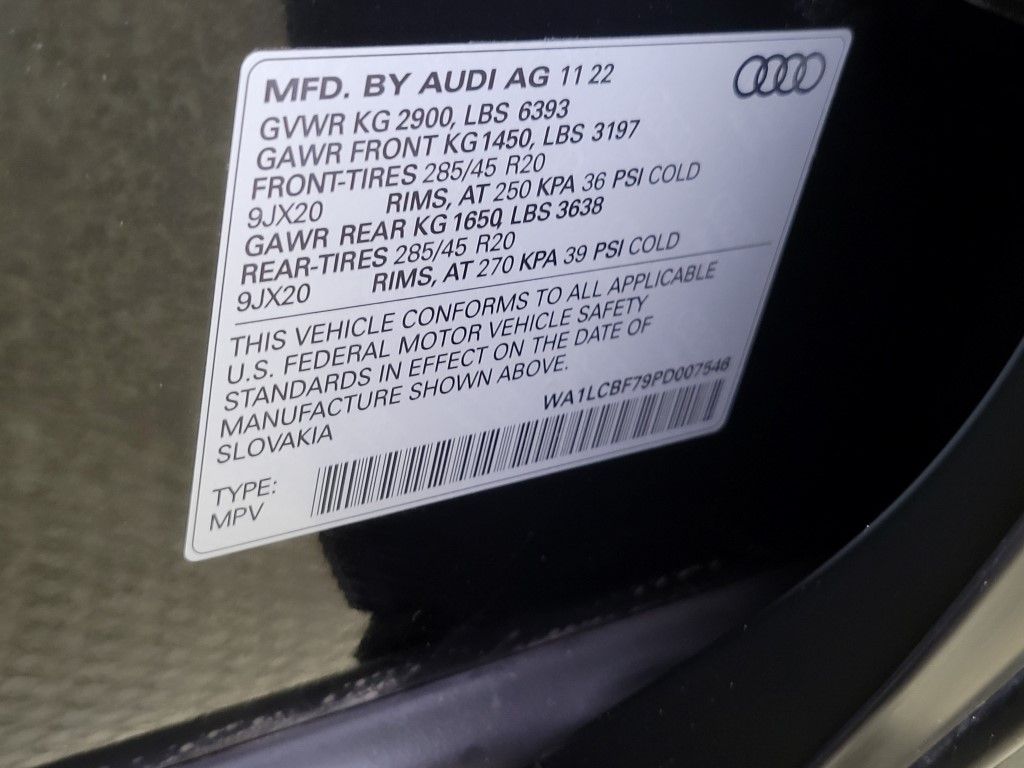 MFD. BY AUDI AG 11 22
GVWR KG 2900, LBS 6393
GAWR FRONT KG 1450, LBS 3197
FRONT-TIRES 285/45 R20
9JX20 RIMS, AT 250 KPA 36 PSI COLD
GAWR REAR KG 1650, LBS 3638
REAR-TIRES 285/45 R20
9JX20 RIMS, AT 270 KPA 39 PSI COLD
THIS VEHICLE CONFORMS TO ALL APPLICABLE
U.S. FEDERAL MOTOR VEHICLE SAFETY
STANDARDS IN EFFECT ON THE DATE OF
MANUFACTURE SHOWN ABOVE.
SLOVAKIA
WA1LCBF79PD007546
TYPE:
MPV